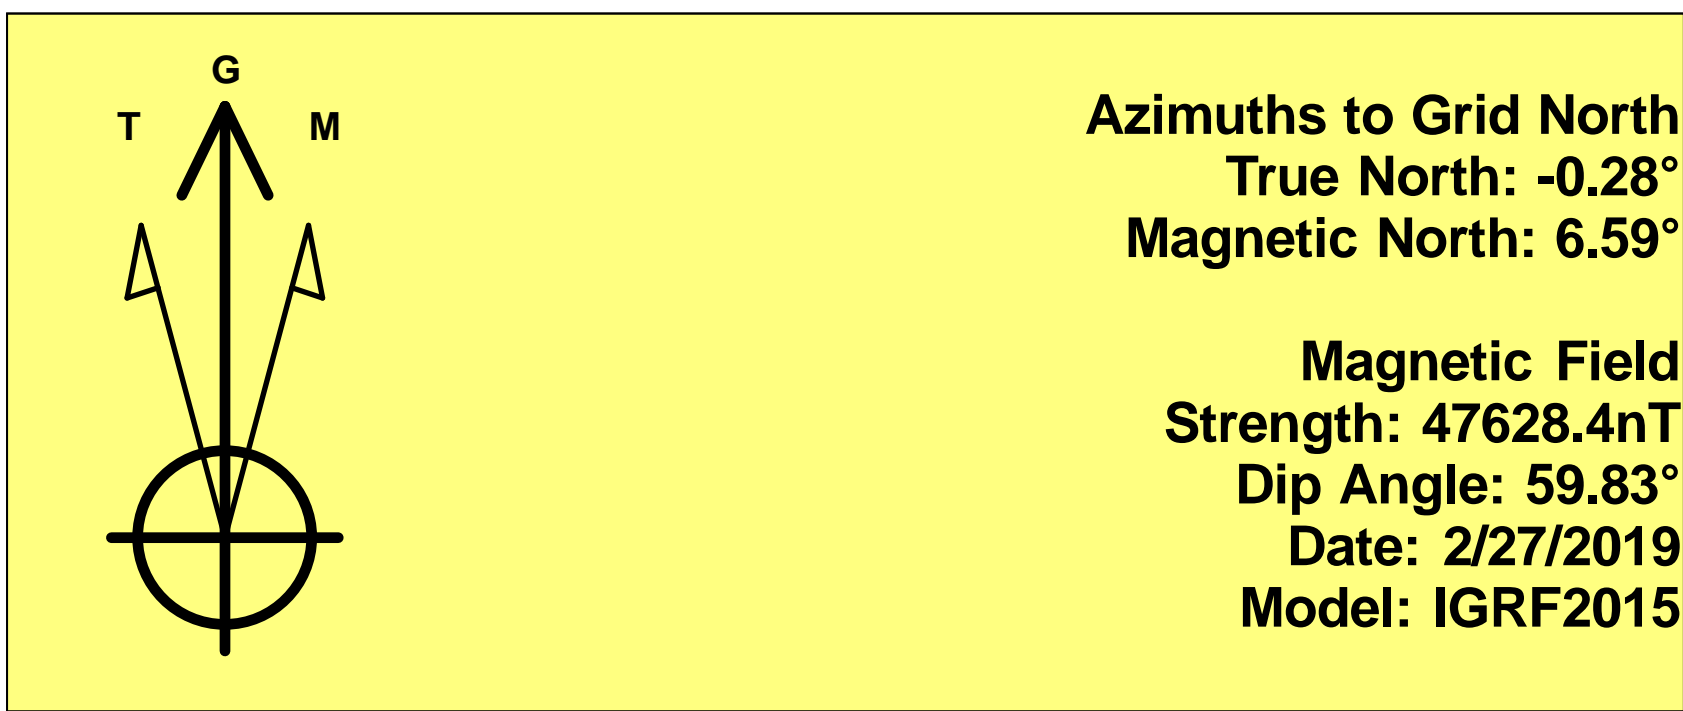 G
T M
Azimuths to Grid North
True North: -0.28°
Magnetic North: 6.59°
Magnetic Field
Strength: 47628.4nT
Dip Angle: 59.83°
Date: 2/27/2019
Model: IGRF2015